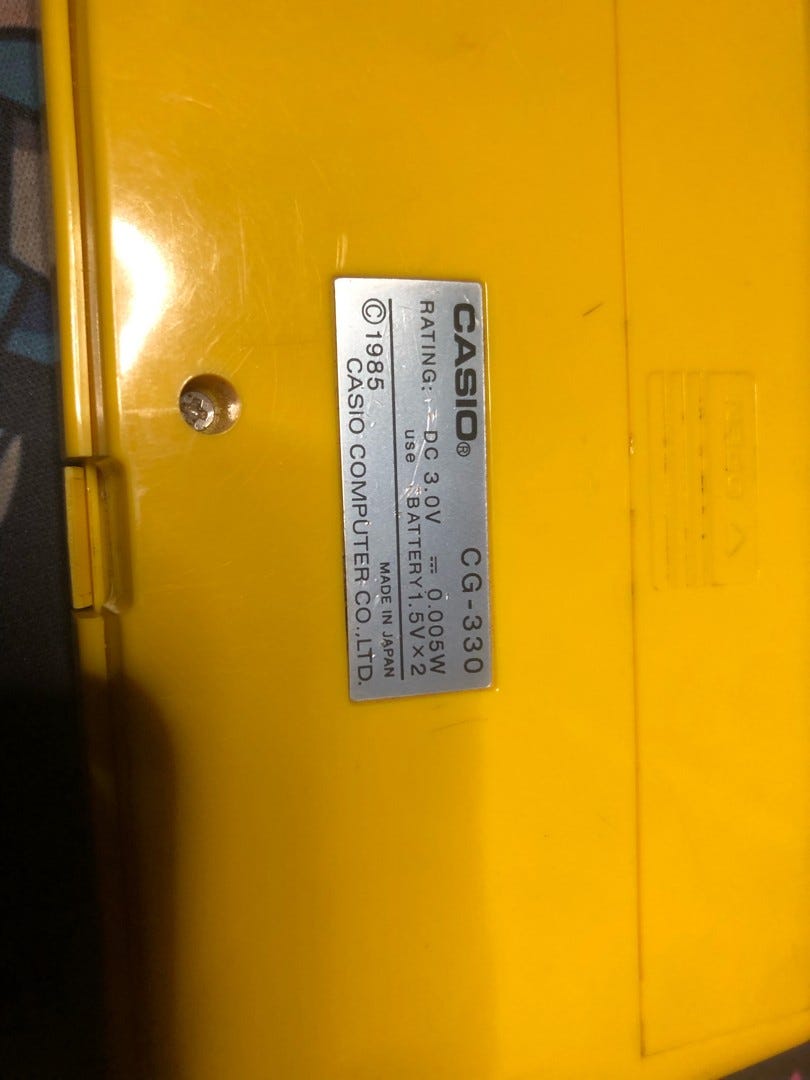 CASIO® CG-330
RATING: DC 3.0V ⎓ 0.005W
use BATTERY 1.5V×2
MADE IN JAPAN
©1985 CASIO COMPUTER CO.,LTD.